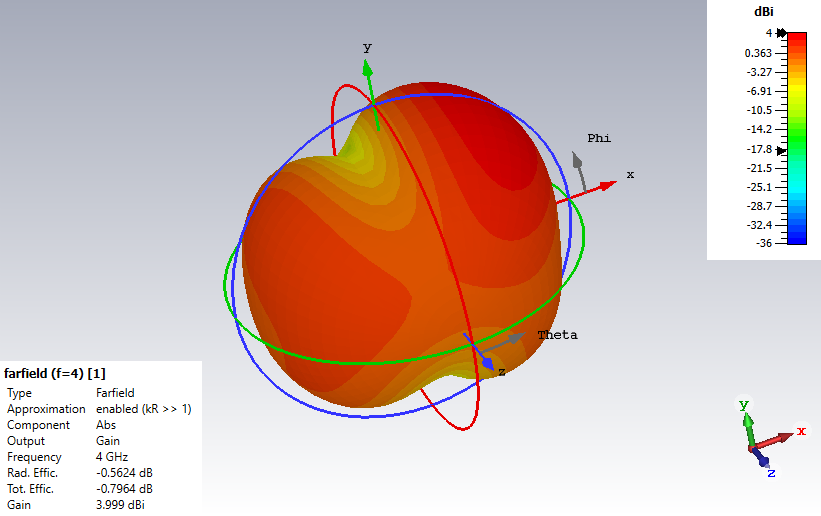 dBi
4
0.363
-3.27
-6.91
-10.5
-14.2
-17.8
-21.5
-25.1
-28.7
-32.4
-36
y
Phi
x
Theta
z
farfield (f=4) [1]
Type Farfield
Approximation enabled (kR >> 1)
Component Abs
Output Gain
Frequency 4 GHz
Rad. Effic. -0.5624 dB
Tot. Effic. -0.7964 dB
Gain 3.999 dBi
y
x
z